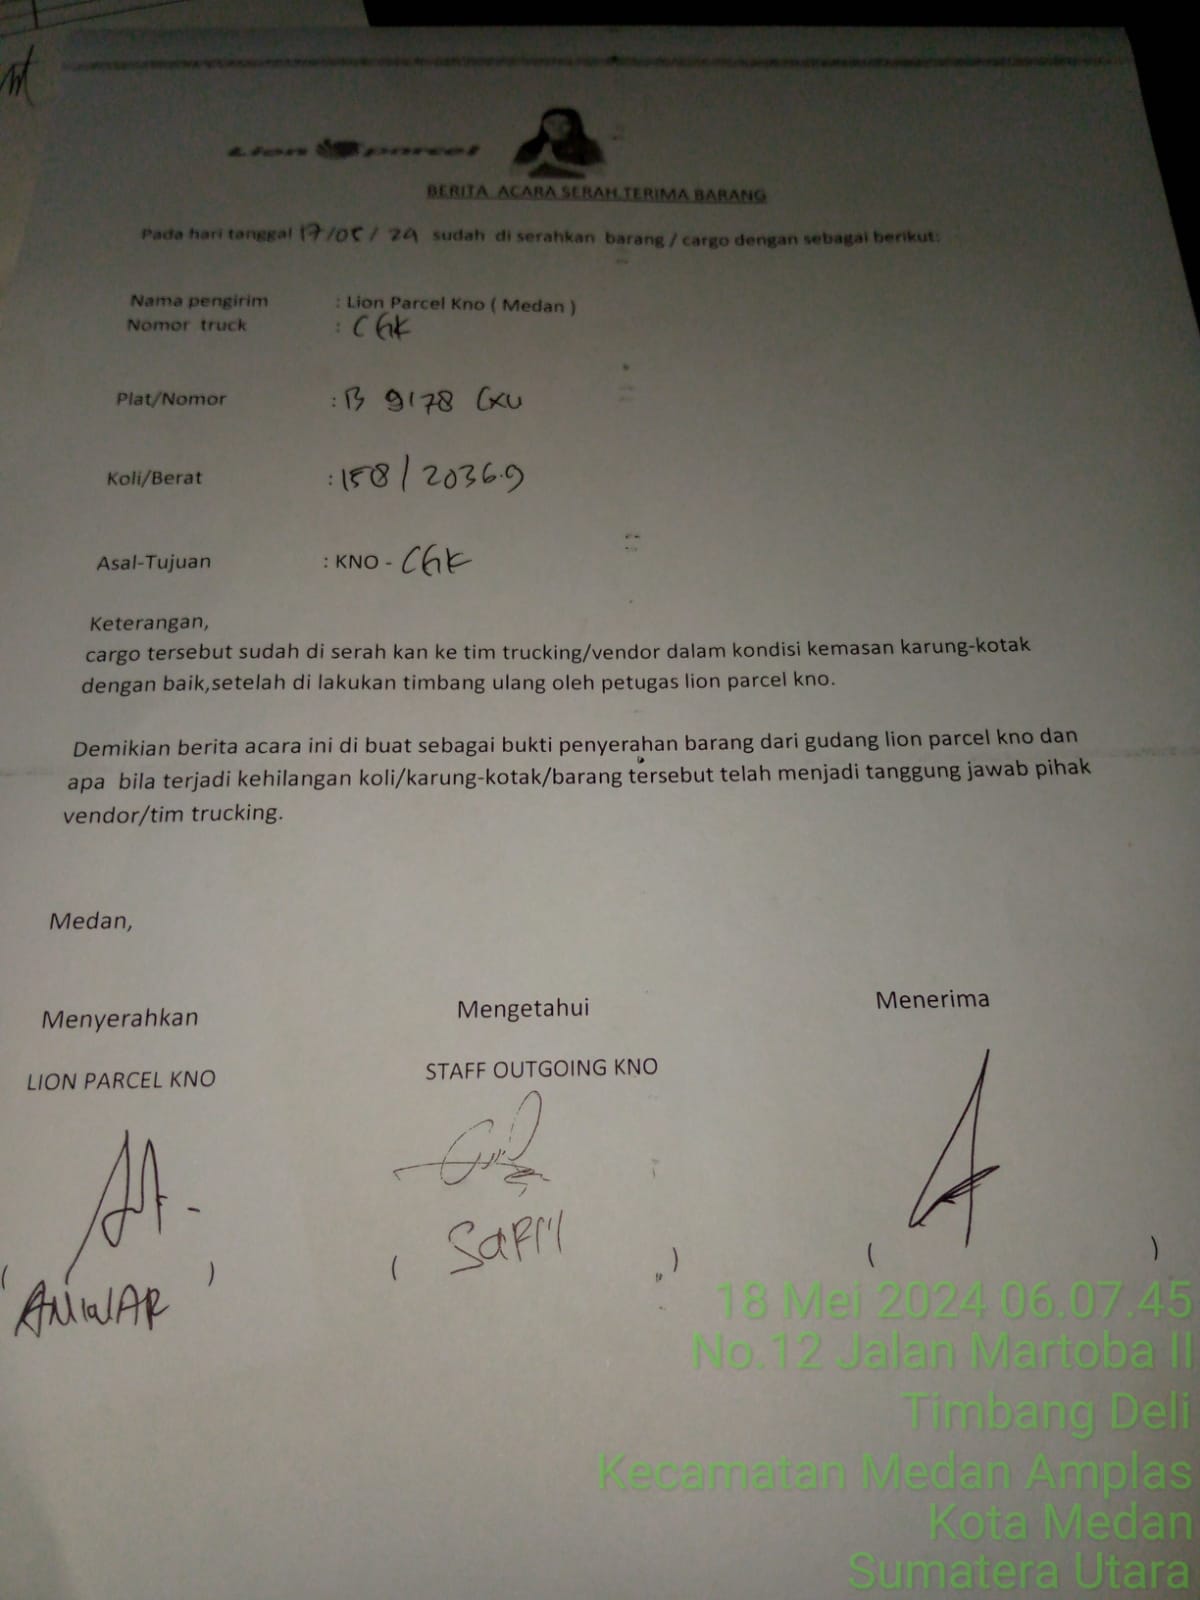 Lion parcel
BERITA ACARA SERAH TERIMA BARANG
Pada hari tanggal 17/05/24 sudah di serahkan barang / cargo dengan sebagai berikut:
Nama pengirim : Lion Parcel Kno ( Medan )
Nomor truck : CGK
Plat/Nomor : B 9178 CXU
Koli/Berat : 158 / 2036.9
Asal-Tujuan : KNO - CGK
Keterangan,
cargo tersebut sudah di serah kan ke tim trucking/vendor dalam kondisi kemasan karung-kotak
dengan baik,setelah di lakukan timbang ulang oleh petugas lion parcel kno.
Demikian berita acara ini di buat sebagai bukti penyerahan barang dari gudang lion parcel kno dan
apa bila terjadi kehilangan koli/karung-kotak/barang tersebut telah menjadi tanggung jawab pihak
vendor/tim trucking.
Medan,
Menyerahkan Mengetahui Menerima
LION PARCEL KNO STAFF OUTGOING KNO
( ANWAR ) ( ) ( )
18 Mei 2024 06.07.45
No.12 Jalan Martoba II
Timbang Deli
Kecamatan Medan Amplas
Kota Medan
Sumatera Utara